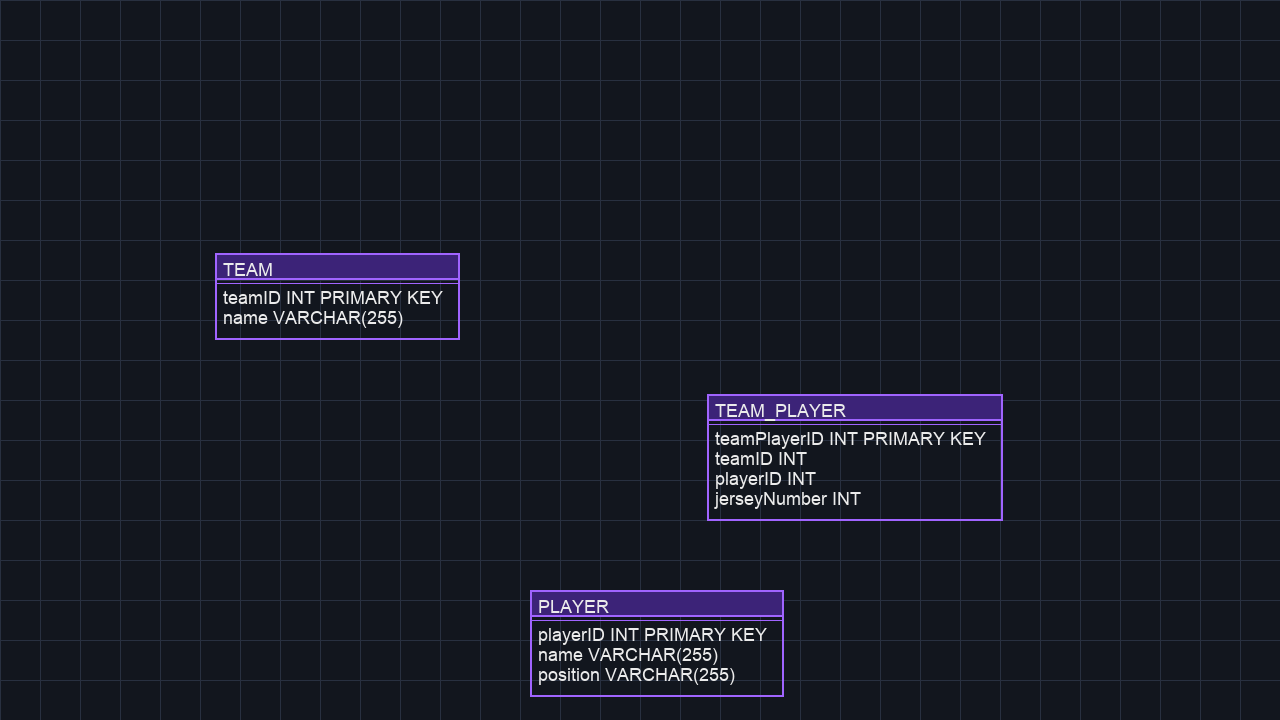 TEAM
teamID INT PRIMARY KEY
name VARCHAR(255)
TEAM_PLAYER
teamPlayerID INT PRIMARY KEY
teamID INT
playerID INT
jerseyNumber INT
PLAYER
playerID INT PRIMARY KEY
name VARCHAR(255)
position VARCHAR(255)